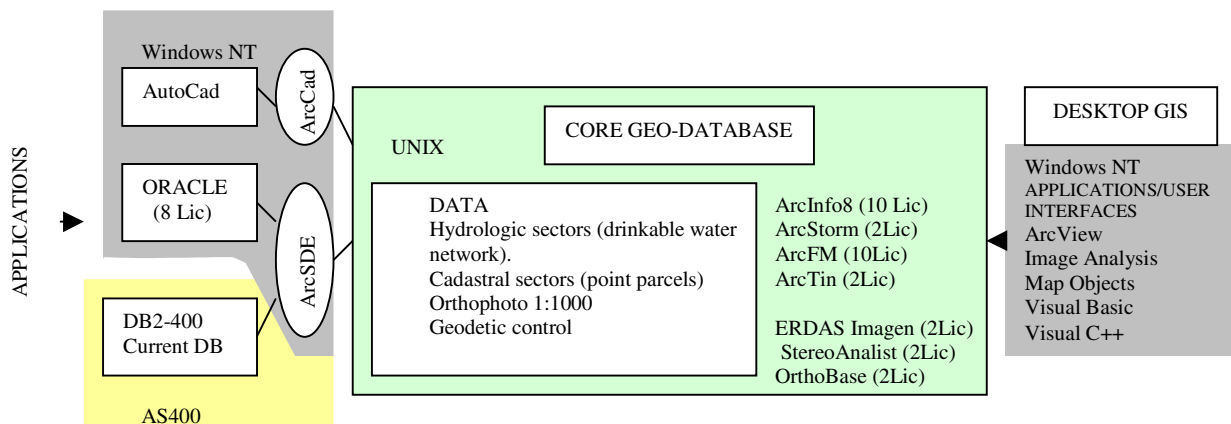 APPLICATIONS
Windows NT
AutoCad
ArcCad
ORACLE
(8 Lic)
ArcSDE
DB2-400
Current DB
AS400
UNIX
CORE GEO-DATABASE
DATA
Hydrologic sectors (drinkable water
network).
Cadastral sectors (point parcels)
Orthophoto 1:1000
Geodetic control
ArcInfo8 (10 Lic)
ArcStorm (2Lic)
ArcFM (10Lic)
ArcTin (2Lic)
ERDAS Imagen (2Lic)
StereoAnalist (2Lic)
OrthoBase (2Lic)
DESKTOP GIS
Windows NT
APPLICATIONS/USER
INTERFACES
ArcView
Image Analysis
Map Objects
Visual Basic
Visual C++